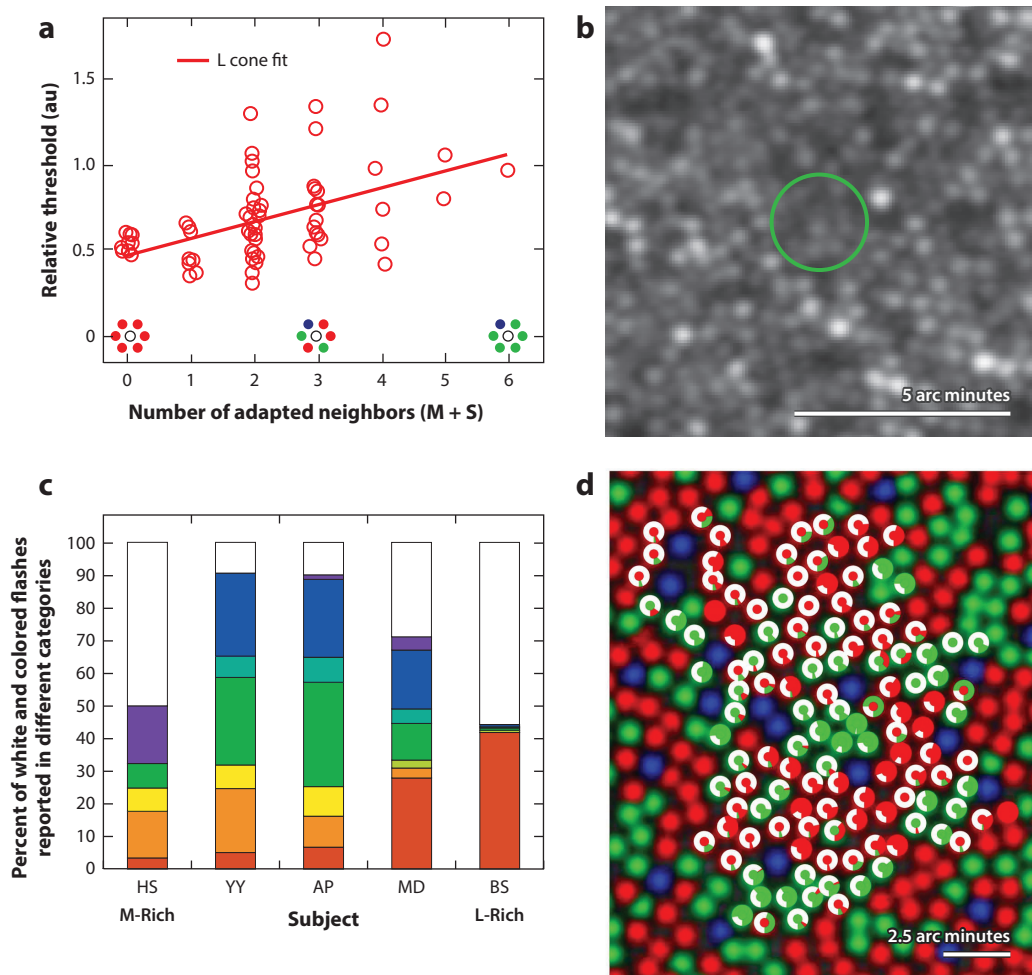 a
Relative threshold (au)
1.5
1.0
0.5
0
L cone fit
0 1 2 3 4 5 6
Number of adapted neighbors (M + S)
b
5 arc minutes
c
Percent of white and colored flashes
reported in different categories
100
90
80
70
60
50
40
30
20
10
0
HS YY AP MD BS
M-Rich Subject L-Rich
d
2.5 arc minutes